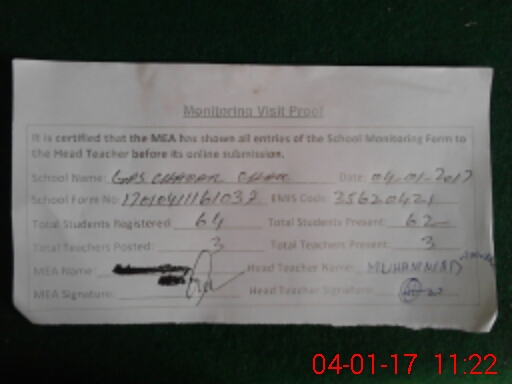 Monitoring Visit Proof
It is certified that the MEA has shown all entries of the School Monitoring Form to
the Head Teacher before its online submission.
School Name: GPS Date: 04-01-2017
School Form No: 17010411161037 EMIS Code: 35620421
Total Students Registered: 64 Total Students Present: 62
Total Teachers Posted: 3 Total Teachers Present: 3
MEA Name: Head Teacher Name: MUHAMMAD
MEA Signature: Head Teacher Signature:
04-01-17 11:22